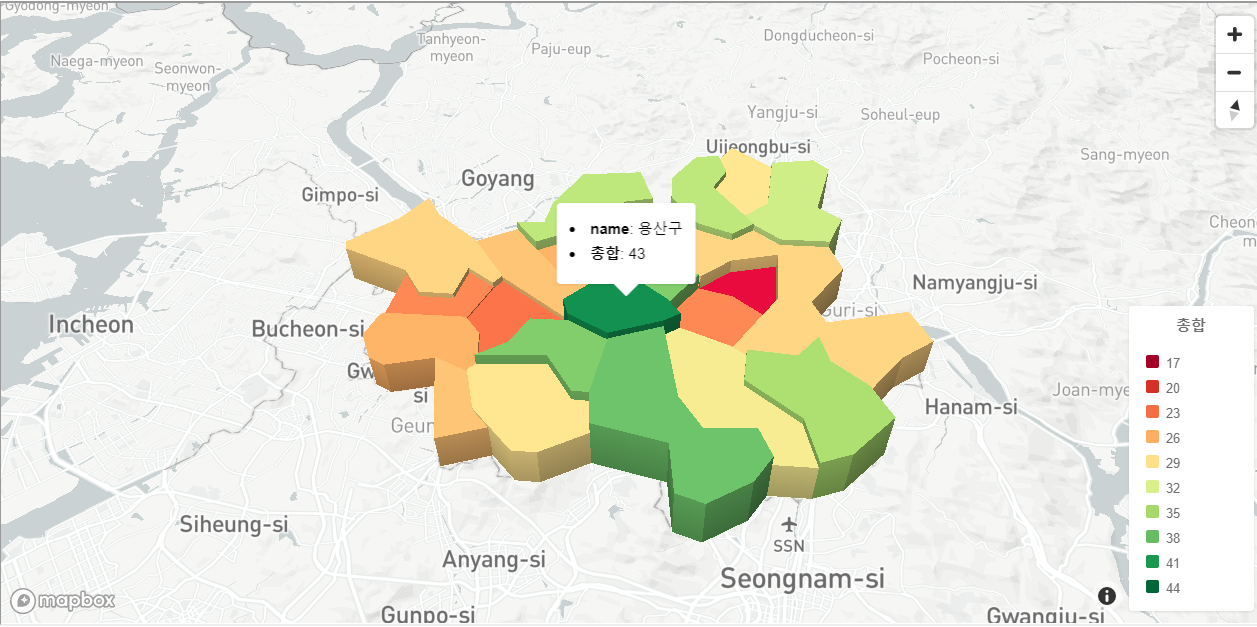 Gyodong-myeon
Tanhyeon-
myeon
Paju-eup
Dongducheon-si
Naega-myeon
Seonwon-
myeon
Pocheon-si
Yangju-si
Soheul-eup
Uijeongbu-si
Sang-myeon
Goyang
Gimpo-si
Cheon
m
name: 용산구
총합: 43
Namyangju-si
Guri-si
Incheon
Bucheon-si
총합
17
20
23
26
29
32
35
38
41
44
Gw
si
Joan-mye
Hanam-si
Geun
Siheung-si
SSN
Anyang-si
Seongnam-si
mapbox
Gunpo-si
Gwangju-si